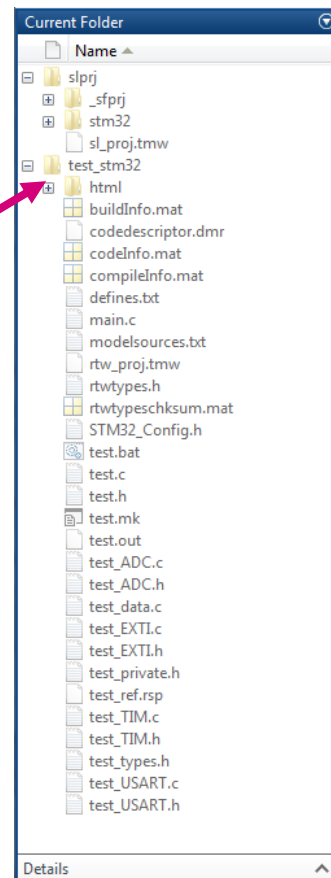 Current Folder
Name
slprj
_sfprj
stm32
sl_proj.tmw
test_stm32
html
buildInfo.mat
codedescriptor.dmr
codeInfo.mat
compileInfo.mat
defines.txt
main.c
modelsources.txt
rtw_proj.tmw
rtwtypes.h
rtwtypeschksum.mat
STM32_Config.h
test.bat
test.c
test.h
test.mk
test.out
test_ADC.c
test_ADC.h
test_data.c
test_EXTI.c
test_EXTI.h
test_private.h
test_ref.rsp
test_TIM.c
test_TIM.h
test_types.h
test_USART.c
test_USART.h
Details